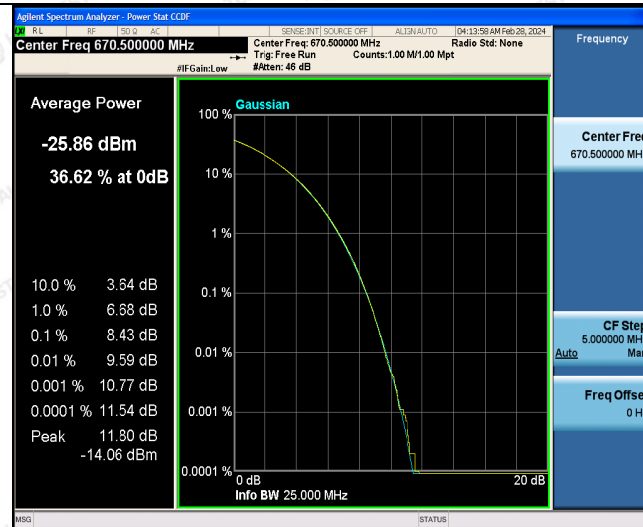 Agilent Spectrum Analyzer - Power Stat CCDF
LXI RL RF 50 Ω AC SENSE:INT SOURCE OFF ALIGN AUTO 04:13:58 AM Feb 28, 2024
Center Freq 670.500000 MHz
Center Freq: 670.500000 MHz Radio Std: None
Trig: Free Run Counts:1.00 M/1.00 Mpt
#IFGain:Low #Atten: 46 dB
Frequency
Average Power
-25.86 dBm
36.62 % at 0dB
10.0 % 3.64 dB
1.0 % 6.68 dB
0.1 % 8.43 dB
0.01 % 9.59 dB
0.001 % 10.77 dB
0.0001 % 11.54 dB
Peak 11.80 dB
-14.06 dBm
Gaussian
100 %
10 %
1 %
0.1 %
0.01 %
0.001 %
0.0001 %
0 dB 20 dB
Info BW 25.000 MHz
Center Fre
670.500000 MH
CF Step
5.000000 MH
Auto Ma
Freq Offse
0 H
MSG STATUS